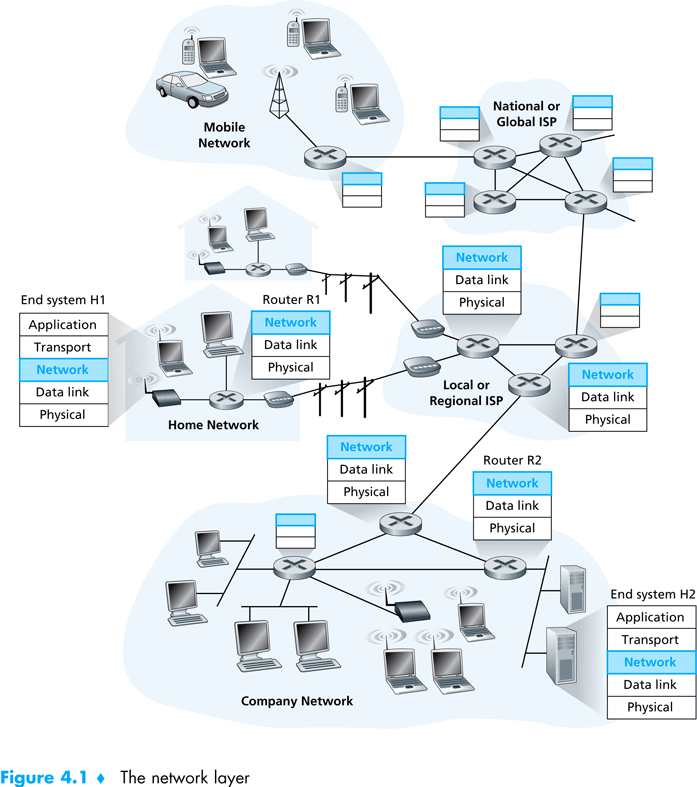 Mobile
Network
National or
Global ISP
End system H1
Application
Transport
Network
Data link
Physical
Router R1
Network
Data link
Physical
Network
Data link
Physical
Home Network
Local or
Regional ISP
Network
Data link
Physical
Network
Data link
Physical
Router R2
Network
Data link
Physical
End system H2
Application
Transport
Network
Data link
Physical
Company Network
Figure 4.1 ♦ The network layer